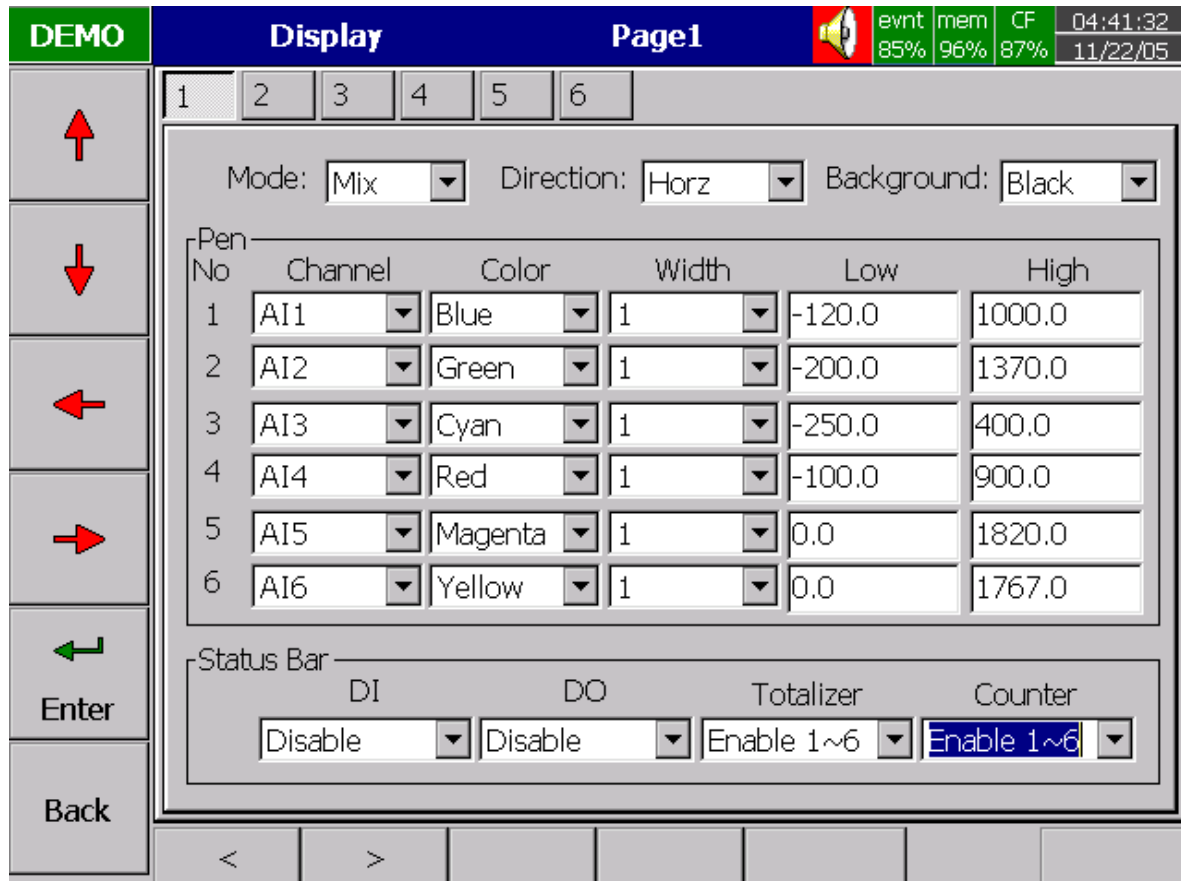 DEMO Display Page1 evnt mem CF 04:41:32
85% 96% 87% 11/22/05
1 2 3 4 5 6
Mode: Mix Direction: Horz Background: Black
Pen
No Channel Color Width Low High
1 AI1 Blue 1 -120.0 1000.0
2 AI2 Green 1 -200.0 1370.0
3 AI3 Cyan 1 -250.0 400.0
4 AI4 Red 1 -100.0 900.0
5 AI5 Magenta 1 0.0 1820.0
6 AI6 Yellow 1 0.0 1767.0
Status Bar
DI DO Totalizer Counter
Disable Disable Enable 1~6 Enable 1~6
Enter
Back
< >